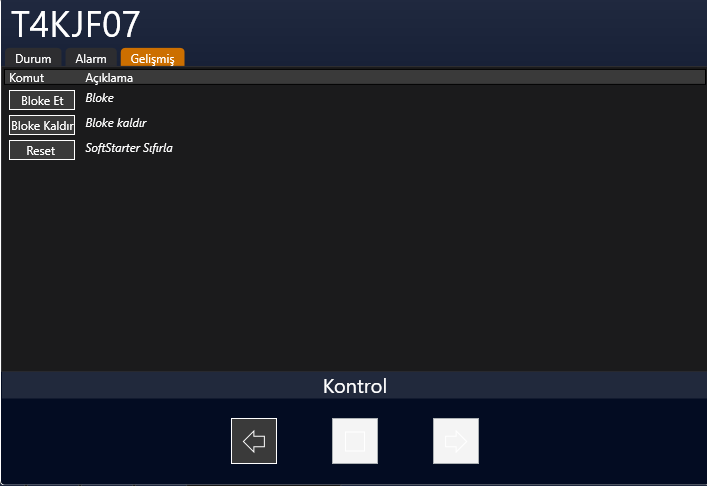 T4KJF07
Durum Alarm Gelişmiş
Komut Açıklama
Bloke Et Bloke
Bloke Kaldır Bloke kaldır
Reset SoftStarter Sıfırla
Kontrol